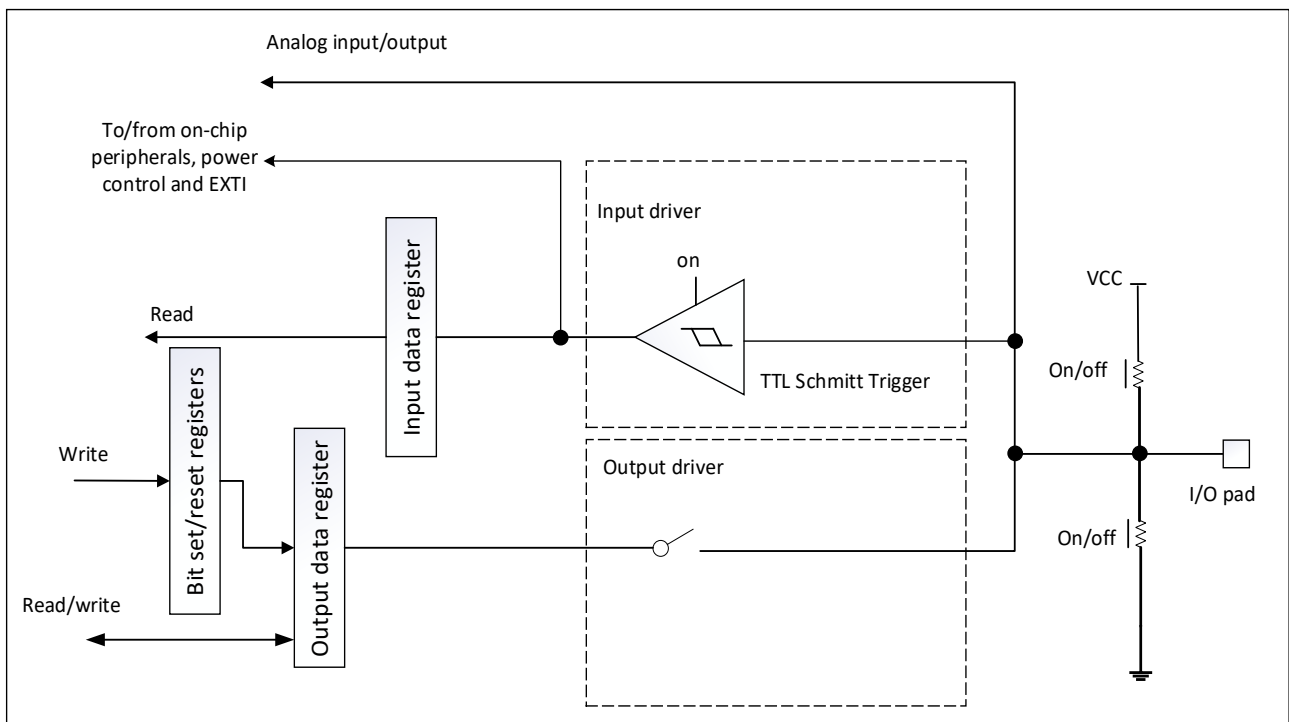 Analog input/output
To/from on-chip
peripherals, power
control and EXTI
Input driver
on
VCC
Input data register
Read
On/off
TTL Schmitt Trigger
Bit set/reset registers
Output data register
Write
Output driver
I/O pad
On/off
Read/write